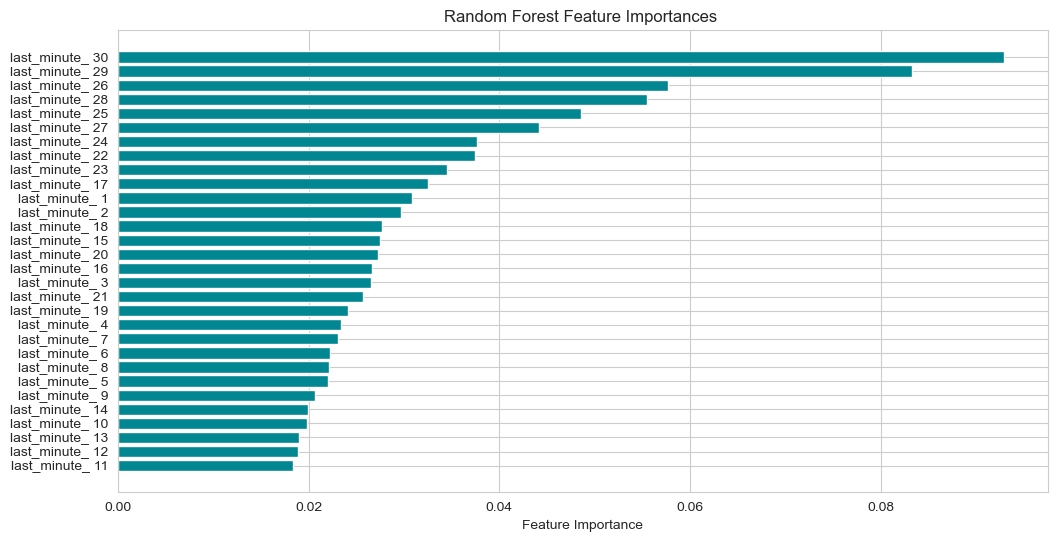 Random Forest Feature Importances
last_minute_ 30
last_minute_ 29
last_minute_ 26
last_minute_ 28
last_minute_ 25
last_minute_ 27
last_minute_ 24
last_minute_ 22
last_minute_ 23
last_minute_ 17
last_minute_ 1
last_minute_ 2
last_minute_ 18
last_minute_ 15
last_minute_ 20
last_minute_ 16
last_minute_ 3
last_minute_ 21
last_minute_ 19
last_minute_ 4
last_minute_ 7
last_minute_ 6
last_minute_ 8
last_minute_ 5
last_minute_ 9
last_minute_ 14
last_minute_ 10
last_minute_ 13
last_minute_ 12
last_minute_ 11
0.00 0.02 0.04 0.06 0.08
Feature Importance